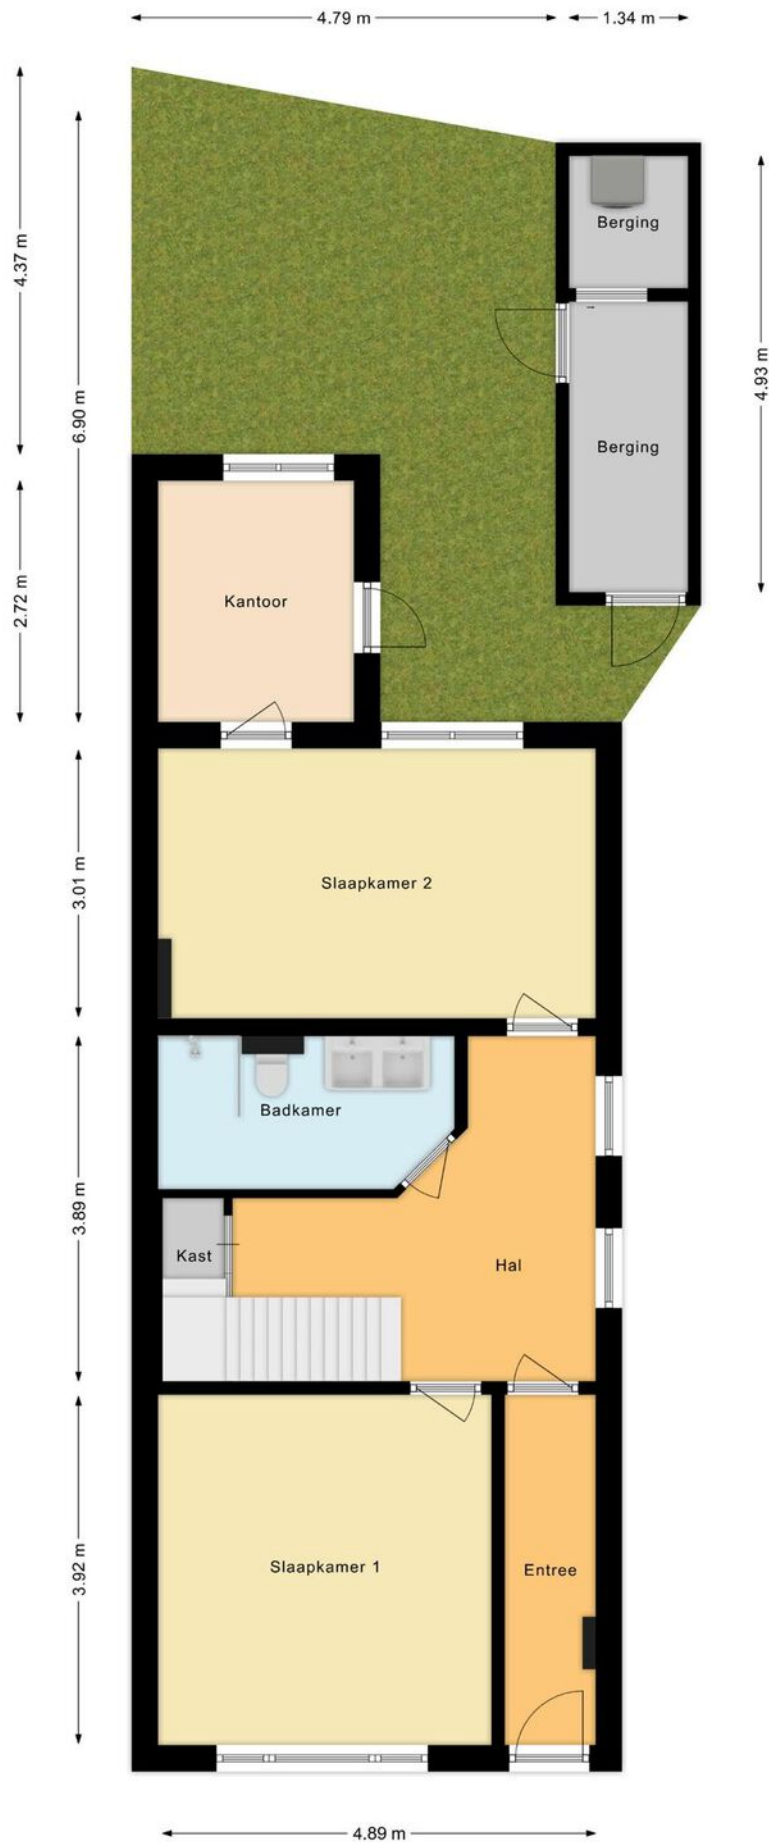 4.79 m
1.34 m
4.37 m
6.90 m
4.93 m
Berging
Berging
2.72 m
Kantoor
3.01 m
Slaapkamer 2
Badkamer
3.89 m
Kast
Hal
3.92 m
Slaapkamer 1
Entree
4.89 m